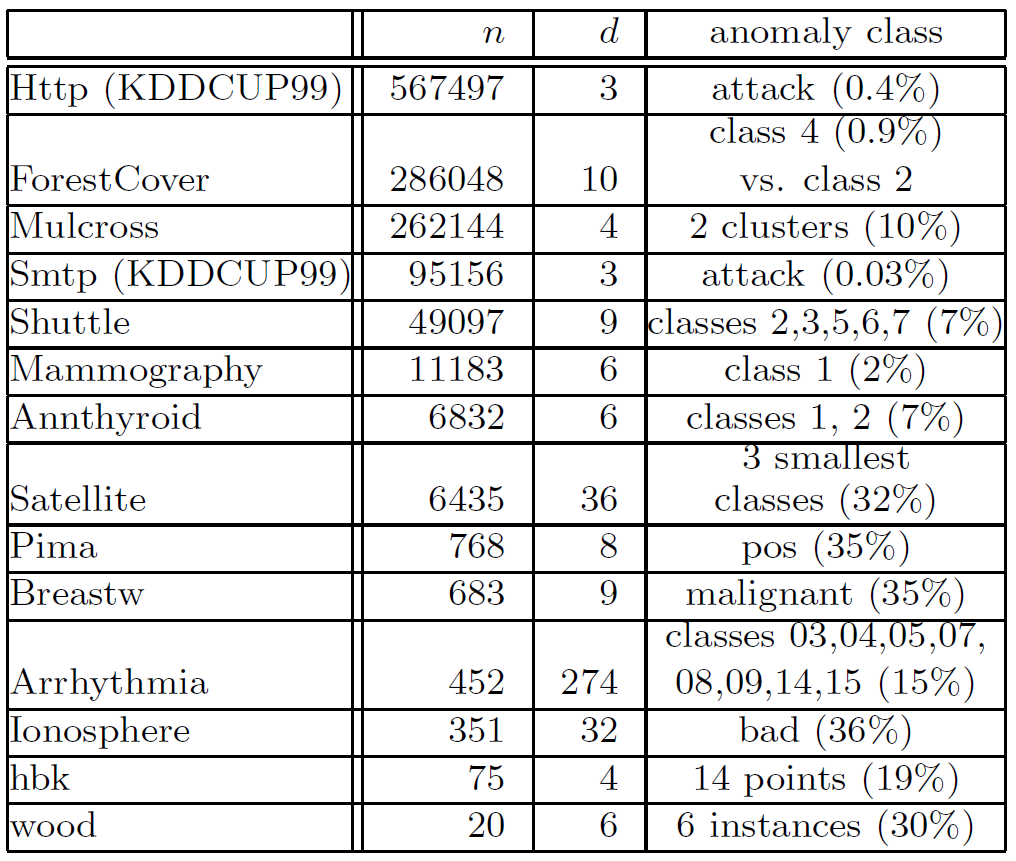 n d anomaly class
Http (KDDCUP99) 567497 3 attack (0.4%)
class 4 (0.9%)
ForestCover 286048 10 vs. class 2
Mulcross 262144 4 2 clusters (10%)
Smtp (KDDCUP99) 95156 3 attack (0.03%)
Shuttle 49097 9 classes 2,3,5,6,7 (7%)
Mammography 11183 6 class 1 (2%)
Annthyroid 6832 6 classes 1, 2 (7%)
3 smallest
Satellite 6435 36 classes (32%)
Pima 768 8 pos (35%)
Breastw 683 9 malignant (35%)
classes 03,04,05,07,
Arrhythmia 452 274 08,09,14,15 (15%)
Ionosphere 351 32 bad (36%)
hbk 75 4 14 points (19%)
wood 20 6 6 instances (30%)